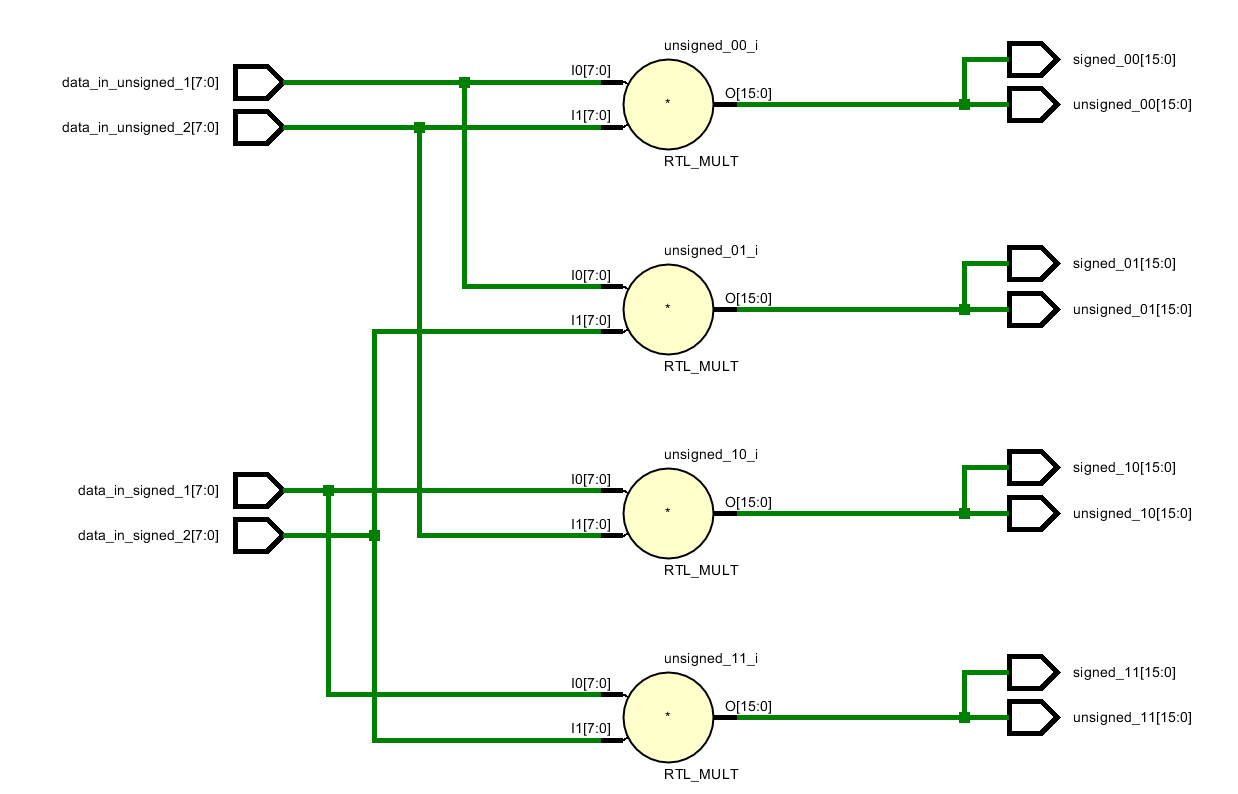 unsigned_00_i
data_in_unsigned_1[7:0]
I0[7:0]
data_in_unsigned_2[7:0]
I1[7:0]
*
O[15:0]
RTL_MULT
signed_00[15:0]
unsigned_00[15:0]
unsigned_01_i
I0[7:0]
I1[7:0]
*
O[15:0]
RTL_MULT
signed_01[15:0]
unsigned_01[15:0]
unsigned_10_i
data_in_signed_1[7:0]
I0[7:0]
data_in_signed_2[7:0]
I1[7:0]
*
O[15:0]
RTL_MULT
signed_10[15:0]
unsigned_10[15:0]
unsigned_11_i
I0[7:0]
I1[7:0]
*
O[15:0]
RTL_MULT
signed_11[15:0]
unsigned_11[15:0]